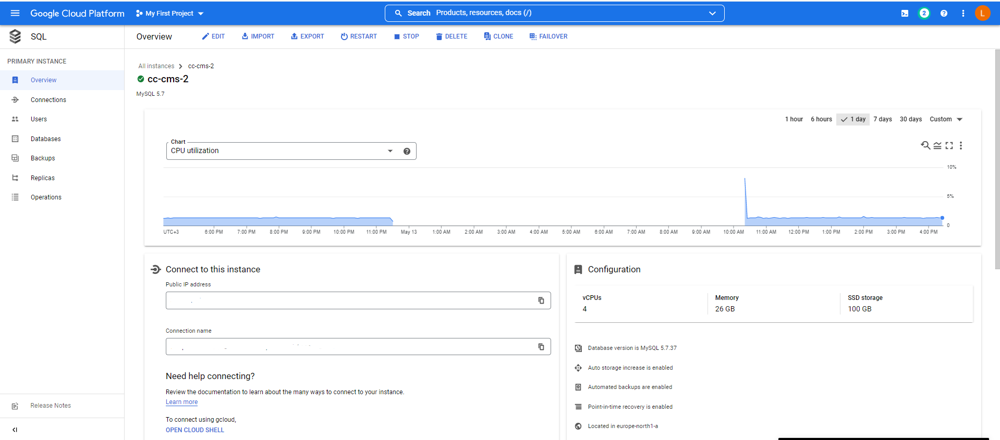 Google Cloud Platform
My First Project
Search Products, resources, docs (/)
2
L
SQL
Overview
EDIT
IMPORT
EXPORT
RESTART
STOP
DELETE
CLONE
FAILOVER
PRIMARY INSTANCE
Overview
Connections
Users
Databases
Backups
Replicas
Operations
Release Notes
All instances
cc-cms-2
cc-cms-2
MySQL 5.7
1 hour
6 hours
1 day
7 days
30 days
Custom
Chart
CPU utilization
10%
5%
0
UTC+3
6:00 PM
7:00 PM
8:00 PM
9:00 PM
10:00 PM
11:00 PM
May 13
1:00 AM
2:00 AM
3:00 AM
4:00 AM
5:00 AM
6:00 AM
7:00 AM
8:00 AM
9:00 AM
10:00 AM
11:00 AM
12:00 PM
1:00 PM
2:00 PM
3:00 PM
4:00 PM
Connect to this instance
Public IP address
Connection name
Need help connecting?
Review the documentation to learn about the many ways to connect to your instance.
Learn more
To connect using gcloud,
OPEN CLOUD SHELL
Configuration
vCPUs
4
Memory
26 GB
SSD storage
100 GB
Database version is MySQL 5.7.37
Auto storage increase is enabled
Automated backups are enabled
Point-in-time recovery is enabled
Located in europe-north1-a